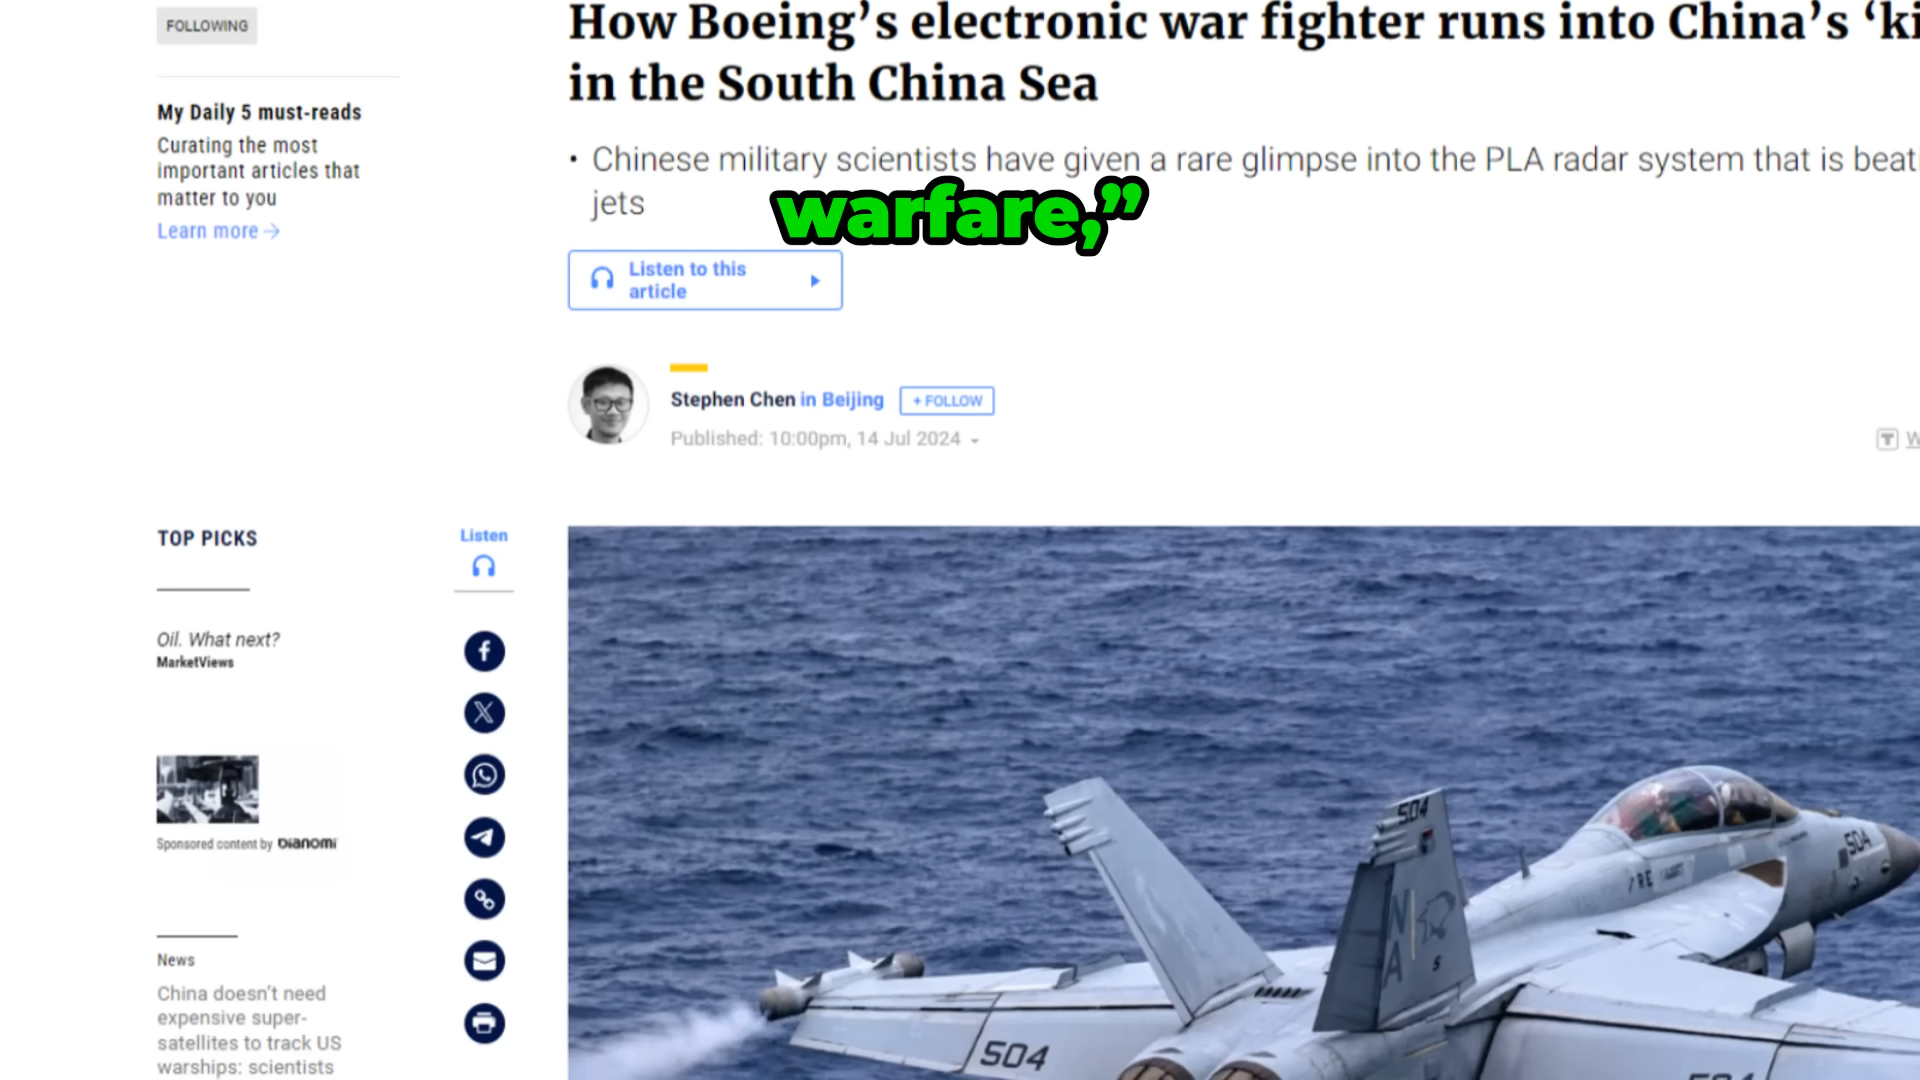 FOLLOWING
My Daily 5 must-reads
Curating the most
important articles that
matter to you
Learn more
How Boeing’s electronic war fighter runs into China’s ‘ki
in the South China Sea
• Chinese military scientists have given a rare glimpse into the PLA radar system that is beati
jets
warfare,”
Listen to this
article
Stephen Chen in Beijing
+ FOLLOW
Published: 10:00pm, 14 Jul 2024
T W
TOP PICKS
Oil. What next?
MarketViews
Sponsored content by Dianomi
News
China doesn’t need
expensive super-
satellites to track US
warships: scientists
Listen
504
NA
5
504
504
504